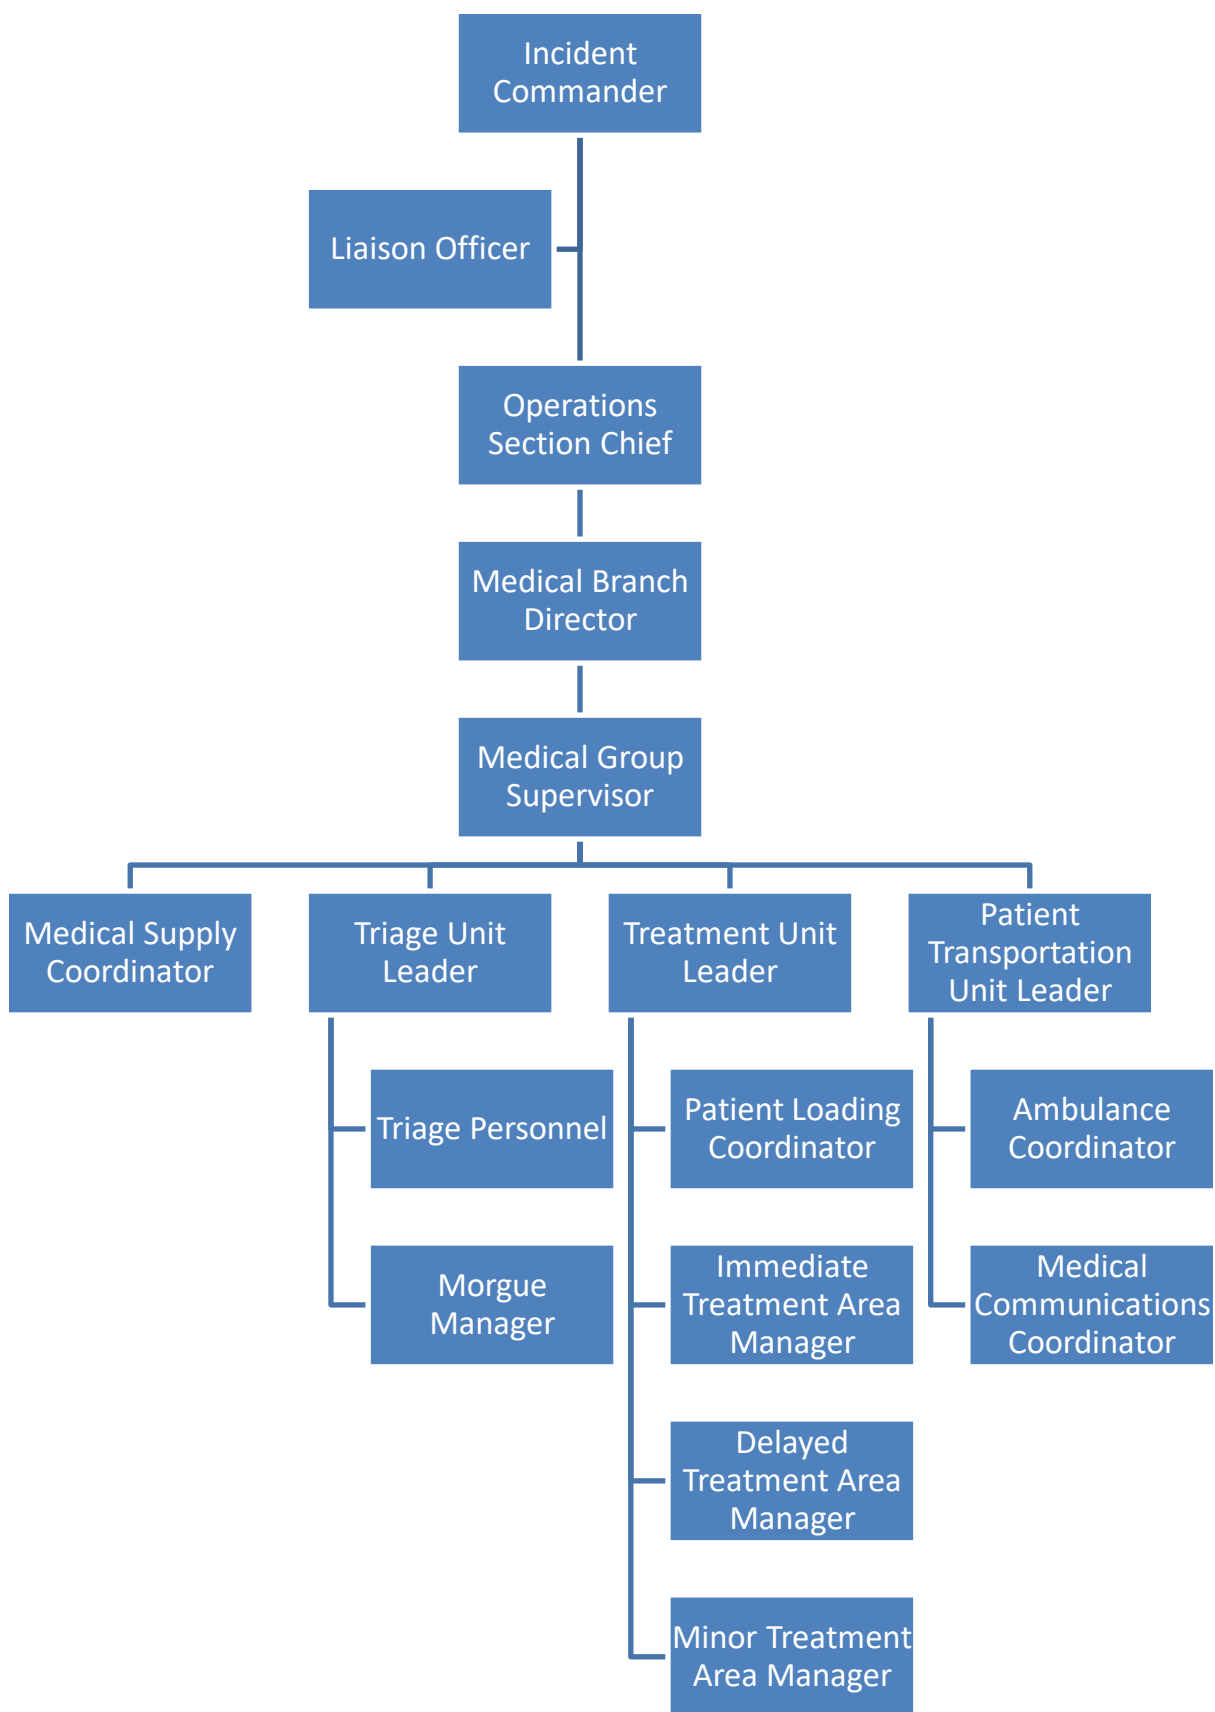 Incident
Commander
Liaison Officer
Operations
Section Chief
Medical Branch
Director
Medical Group
Supervisor
Medical Supply
Coordinator
Triage Unit
Leader
Treatment Unit
Leader
Patient
Transportation
Unit Leader
Triage Personnel
Patient Loading
Coordinator
Ambulance
Coordinator
Morgue
Manager
Immediate
Treatment Area
Manager
Medical
Communications
Coordinator
Delayed
Treatment Area
Manager
Minor Treatment
Area Manager